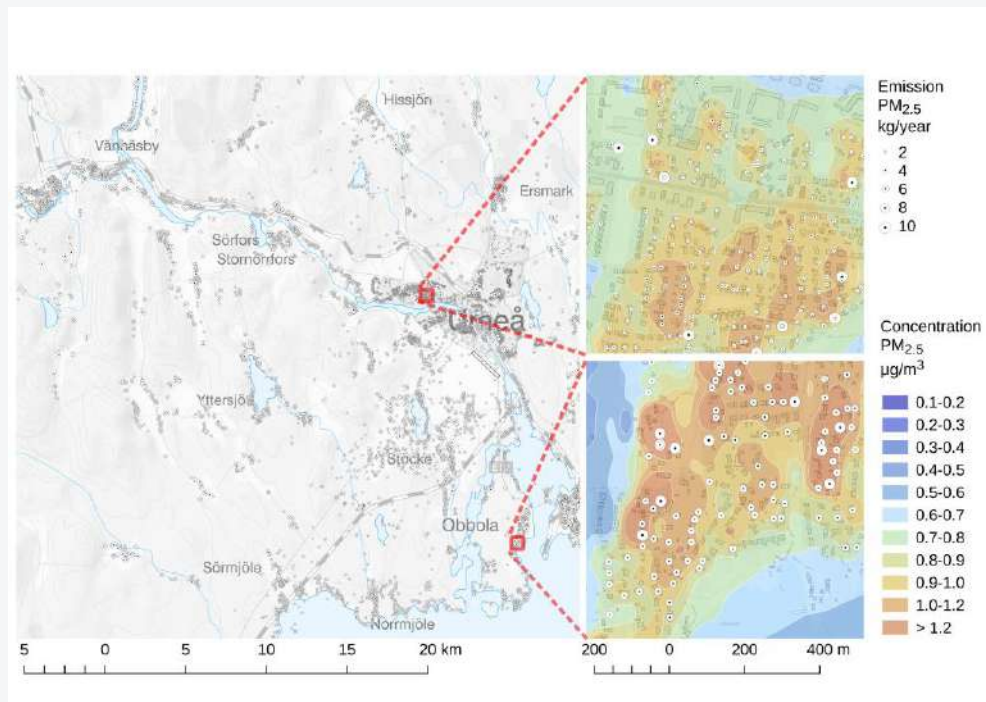 Hissjön
Vännäsby
Ersmark
Sörfors
Stornorrfors
Umeå
Yttersjö
Stöcke
Obbola
Sörmjöle
Norrmjöle
Emission
PM2.5
kg/year
2
4
6
8
10
Concentration
PM2.5
µg/m³
0.1-0.2
0.2-0.3
0.3-0.4
0.4-0.5
0.5-0.6
0.6-0.7
0.7-0.8
0.8-0.9
0.9-1.0
1.0-1.2
> 1.2
5 0 5 10 15 20 km
200 0 200 400 m